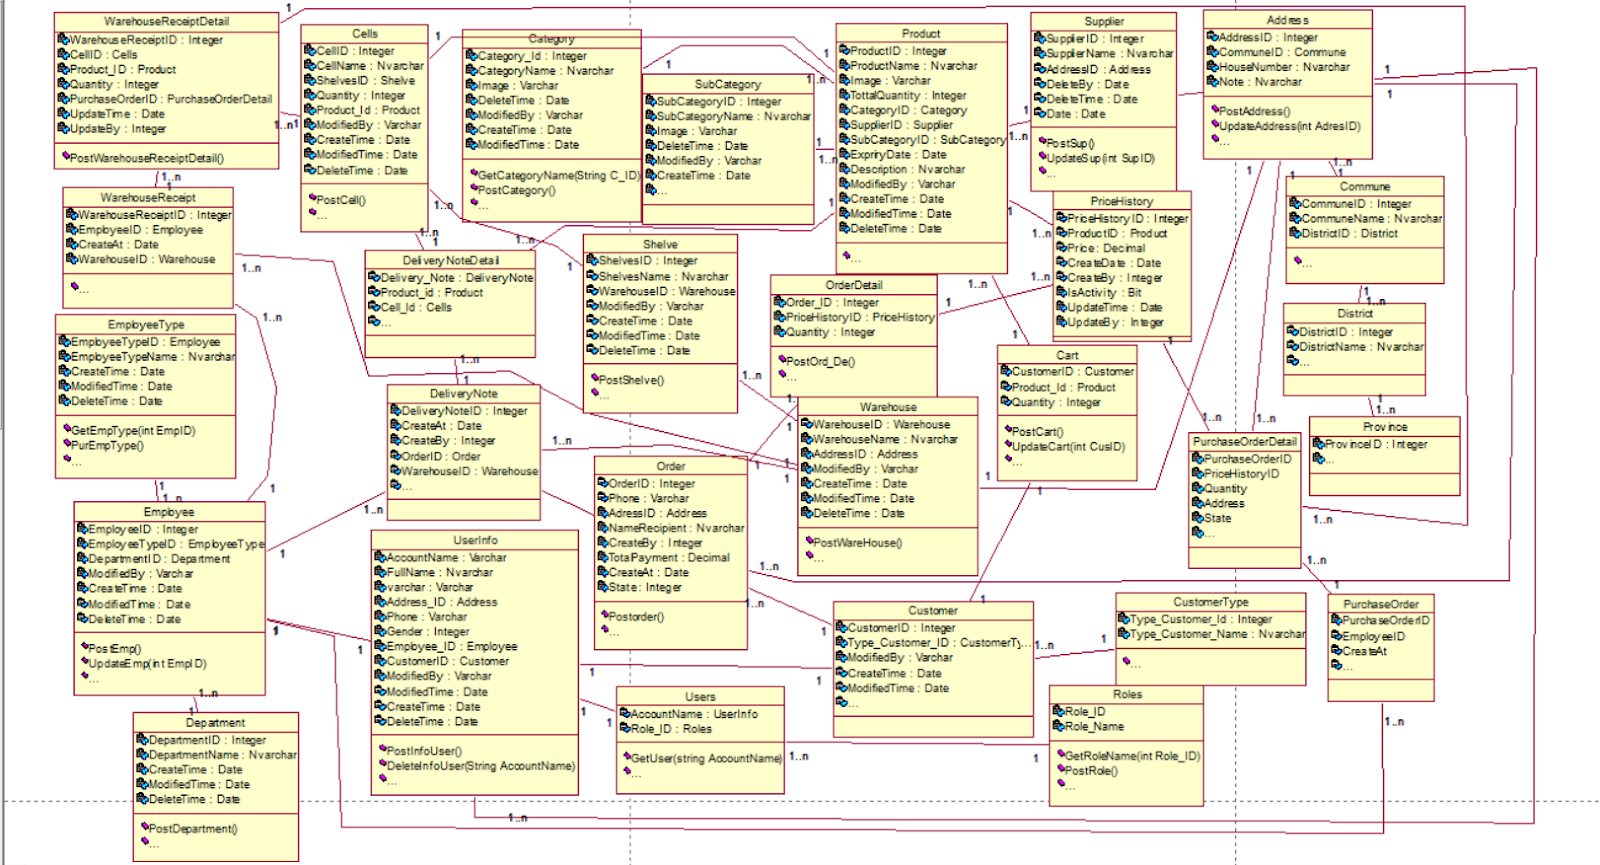 WarehouseReceiptDetail
WarehouseReceiptID : Integer
CellID : Cells
Product_ID : Product
Quantity : Integer
PurchaseOrderID : PurchaseOrderDetail
UpdateTime : Date
UpdateBy : Integer
PostWarehouseReceiptDetail()
Cells
CellID : Integer
CellName : Nvarchar
ShelvesID : Shelve
Quantity : Integer
Product_Id : Product
ModifiedBy : Varchar
CreateTime : Date
ModifiedTime : Date
DeleteTime : Date
PostCell()
...
Category
Category_Id : Integer
CategoryName : Nvarchar
Image : Varchar
DeleteTime : Date
ModifiedBy : Varchar
CreateTime : Date
ModifiedTime : Date
GetCategoryName(String C_ID)
PostCategory()
...
SubCategory
SubCategoryID : Integer
SubCategoryName : Nvarchar
Image : Varchar
DeleteTime : Date
ModifiedBy : Varchar
CreateTime : Date
...
Product
ProductID : Integer
ProductName : Nvarchar
Image : Varchar
TottalQuantity : Integer
CategoryID : Category
SupplierID : Supplier
SubCategoryID : SubCategory
ExpriryDate : Date
Description : Nvarchar
ModifiedBy : Varchar
CreateTime : Date
ModifiedTime : Date
DeleteTime : Date
...
Supplier
SupplierID : Integer
SupplierName : Nvarchar
AddressID : Address
DeleteBy : Date
DeleteTime : Date
Date : Date
PostSup()
UpdateSup(int SupID)
...
Address
AddressID : Integer
CommuneID : Commune
HouseNumber : Nvarchar
Note : Nvarchar
PostAddress()
UpdateAddress(int AdresID)
...
WarehouseReceipt
WarehouseReceiptID : Integer
EmployeeID : Employee
CreateAt : Date
WarehouseID : Warehouse
...
DeliveryNoteDetail
Delivery_Note : DeliveryNote
Product_id : Product
Cell_Id : Cells
...
Shelve
ShelvesID : Integer
ShelvesName : Nvarchar
WarehouseID : Warehouse
ModifiedBy : Varchar
CreateTime : Date
ModifiedTime : Date
DeleteTime : Date
PostShelve()
...
PriceHistory
PriceHistoryID : Integer
ProductID : Product
Price : Decimal
CreateDate : Date
CreateBy : Integer
IsActivity : Bit
UpdateTime : Date
UpdateBy : Integer
Commune
CommuneID : Integer
CommuneName : Nvarchar
DistrictID : District
...
OrderDetail
Order_ID : Integer
PriceHistoryID : PriceHistory
Quantity : Integer
PostOrd_De()
...
District
DistrictID : Integer
DistrictName : Nvarchar
...
EmployeeType
EmployeeTypeID : Employee
EmployeeTypeName : Nvarchar
CreateTime : Date
ModifiedTime : Date
DeleteTime : Date
GetEmpType(int EmpID)
PurEmpType()
...
Cart
CustomerID : Customer
Product_Id : Product
Quantity : Integer
PostCart()
UpdateCart(int CusID)
...
DeliveryNote
DeliveryNoteID : Integer
CreateAt : Date
CreateBy : Integer
OrderID : Order
WarehouseID : Warehouse
...
Warehouse
WarehouseID : Warehouse
WarehouseName : Nvarchar
AddressID : Address
ModifiedBy : Varchar
CreateTime : Date
ModifiedTime : Date
DeleteTime : Date
PostWareHouse()
...
Province
ProvinceID : Integer
...
PurchaseOrderDetail
PurchaseOrderID
PriceHistoryID
Quantity
Address
State
...
Order
OrderID : Integer
Phone : Varchar
AdressID : Address
NameRecipient : Nvarchar
CreateBy : Integer
TotaPayment : Decimal
CreateAt : Date
State : Integer
Postorder()
...
Employee
EmployeeID : Integer
EmployeeTypeID : EmployeeType
DepartmentID : Department
ModifiedBy : Varchar
CreateTime : Date
ModifiedTime : Date
DeleteTime : Date
PostEmp()
UpdateEmp(int EmpID)
...
UserInfo
AccountName : Varchar
FullName : Nvarchar
varchar : Varchar
Address_ID : Address
Phone : Varchar
Gender : Integer
Employee_ID : Employee
CustomerID : Customer
ModifiedBy : Varchar
ModifiedTime : Date
CreateTime : Date
DeleteTime : Date
PostInfoUser()
DeleteInfoUser(String AccountName)
...
Customer
CustomerID : Integer
Type_Customer_ID : CustomerTy...
ModifiedBy : Varchar
CreateTime : Date
ModifiedTime : Date
...
CustomerType
Type_Customer_Id : Integer
Type_Customer_Name : Nvarchar
...
PurchaseOrder
PurchaseOrderID
EmployeeID
CreateAt
...
Users
AccountName : UserInfo
Role_ID : Roles
GetUser(string AccountName)
...
Roles
Role_ID
Role_Name
GetRoleName(int Role_ID)
PostRole()
...
Department
DepartmentID : Integer
DepartmentName : Nvarchar
CreateTime : Date
ModifiedTime : Date
DeleteTime : Date
PostDepartment()
...